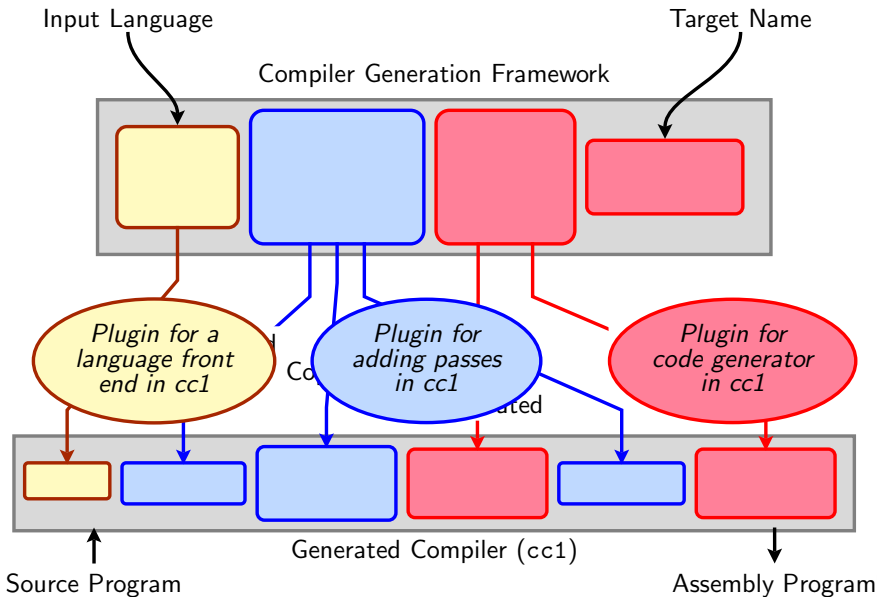 Input Language
Target Name
Compiler Generation Framework
Plugin for a
language front
end in cc1
Plugin for
adding passes
in cc1
Plugin for
code generator
in cc1
Generated Compiler (cc1)
Source Program
Assembly Program